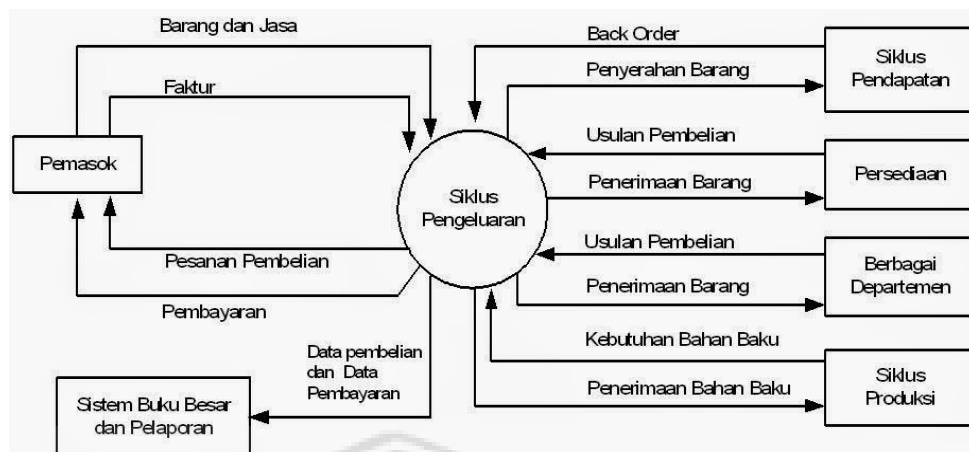 Barang dan Jasa
Faktur
Pemasok
Pesanan Pembelian
Pembayaran
Siklus
Pengeluaran
Data pembelian
dan Data
Pembayaran
Sistem Buku Besar
dan Pelaporan
Back Order
Penyerahan Barang
Siklus
Pendapatan
Usulan Pembelian
Penerimaan Barang
Persediaan
Usulan Pembelian
Penerimaan Barang
Berbagai
Departemen
Kebutuhan Bahan Baku
Penerimaan Bahan Baku
Siklus
Produksi